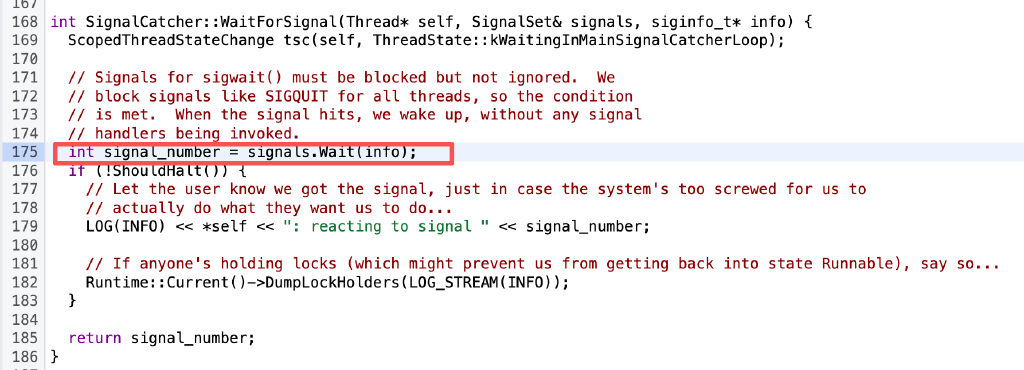 167
168 int SignalCatcher::WaitForSignal(Thread* self, SignalSet& signals, siginfo_t* info) {
169   ScopedThreadStateChange tsc(self, ThreadState::kWaitingInMainSignalCatcherLoop);
170
171   // Signals for sigwait() must be blocked but not ignored.  We
172   // block signals like SIGQUIT for all threads, so the condition
173   // is met.  When the signal hits, we wake up, without any signal
174   // handlers being invoked.
175   int signal_number = signals.Wait(info);
176   if (!ShouldHalt()) {
177     // Let the user know we got the signal, just in case the system's too screwed for us to
178     // actually do what they want us to do...
179     LOG(INFO) << *self << ": reacting to signal " << signal_number;
180
181     // If anyone's holding locks (which might prevent us from getting back into state Runnable), say so...
182     Runtime::Current()->DumpLockHolders(LOG_STREAM(INFO));
183   }
184
185   return signal_number;
186 }